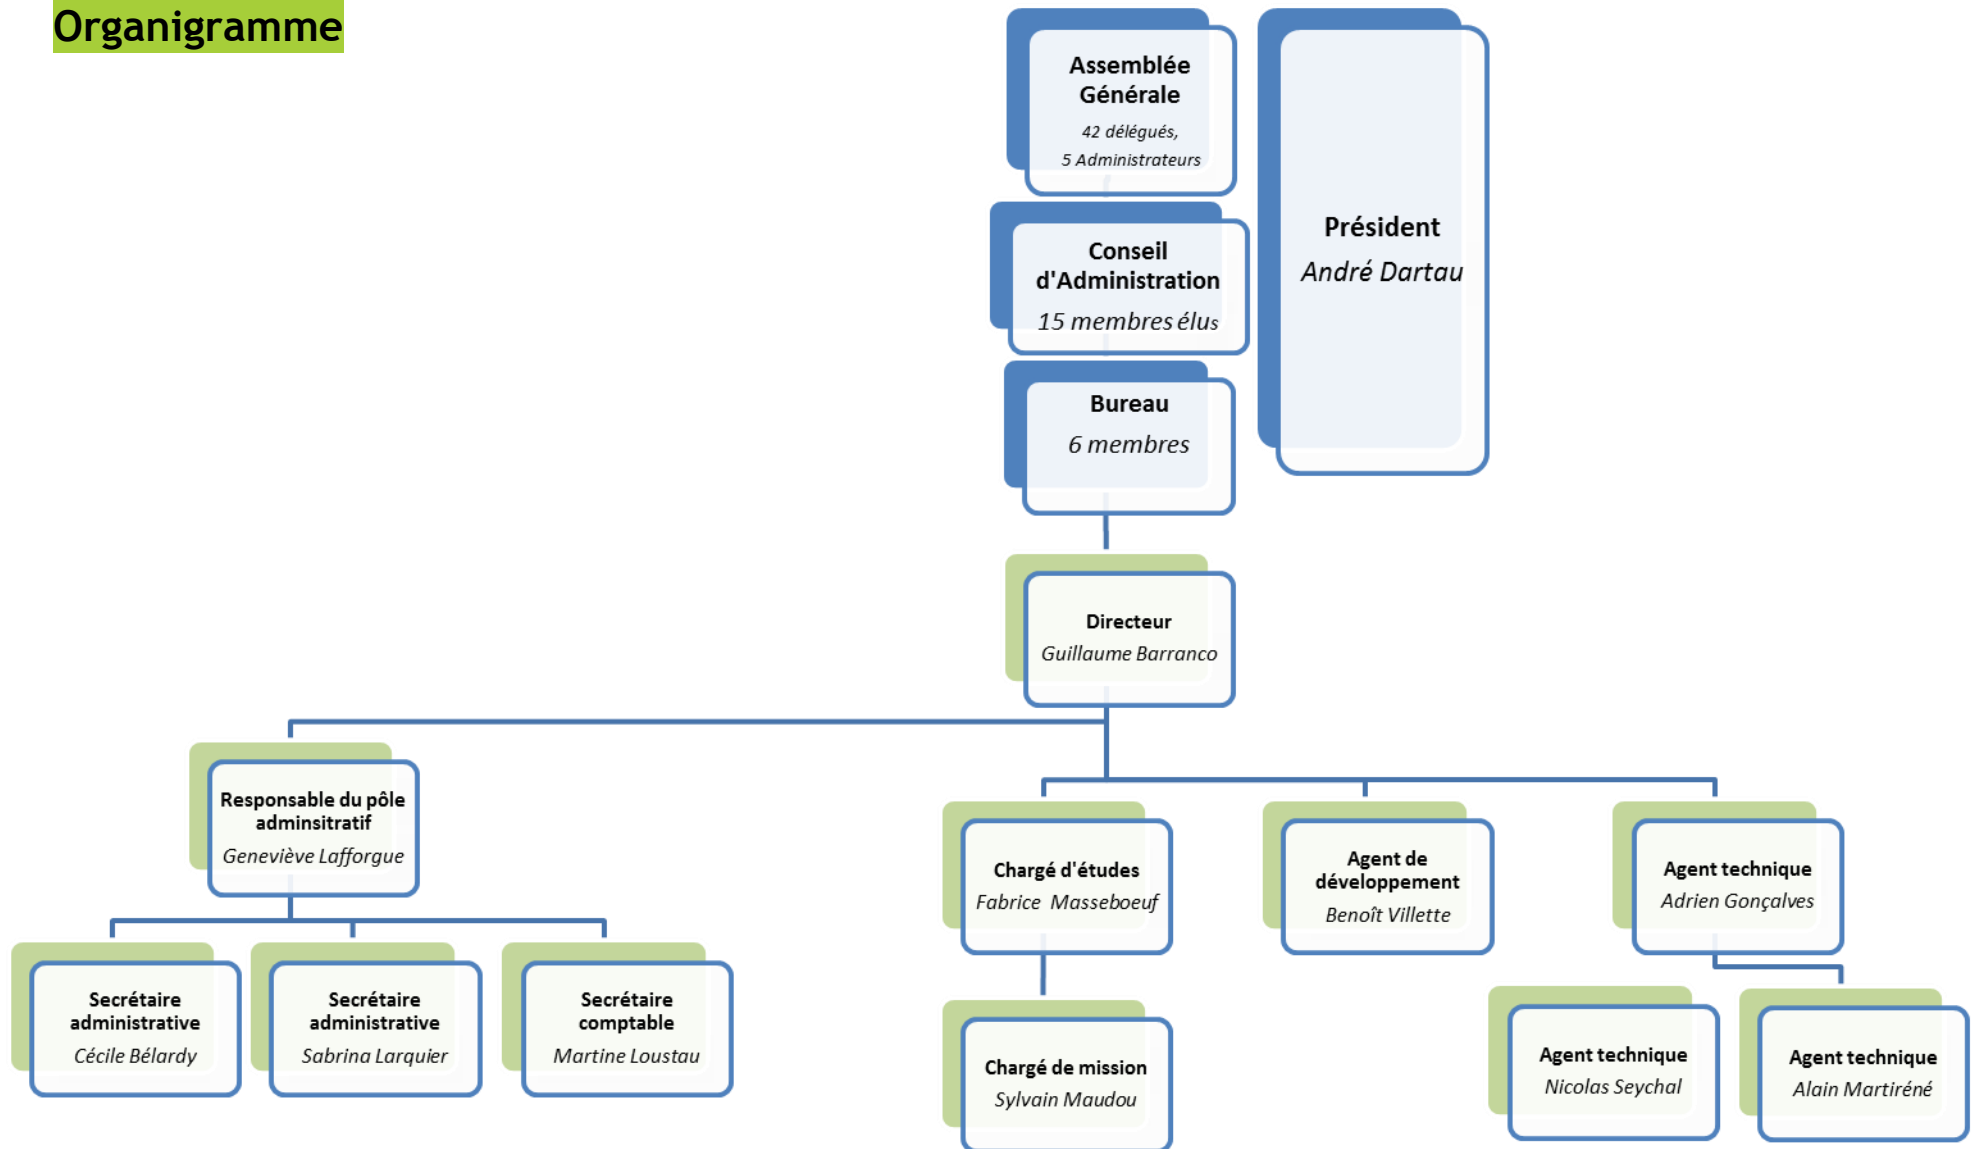 Organigramme
Assemblée
Générale
42 délégués,
5 Administrateurs
Président
André Dartau
Conseil
d'Administration
15 membres élus
Bureau
6 membres
Directeur
Guillaume Barranco
Responsable du pôle
adminsitratif
Geneviève Lafforgue
Chargé d'études
Fabrice Masseboeuf
Agent de
développement
Benoît Villette
Agent technique
Adrien Gonçalves
Secrétaire
administrative
Cécile Bélardy
Secrétaire
administrative
Sabrina Larquier
Secrétaire
comptable
Martine Loustau
Chargé de mission
Sylvain Maudou
Agent technique
Nicolas Seychal
Agent technique
Alain Martiréné